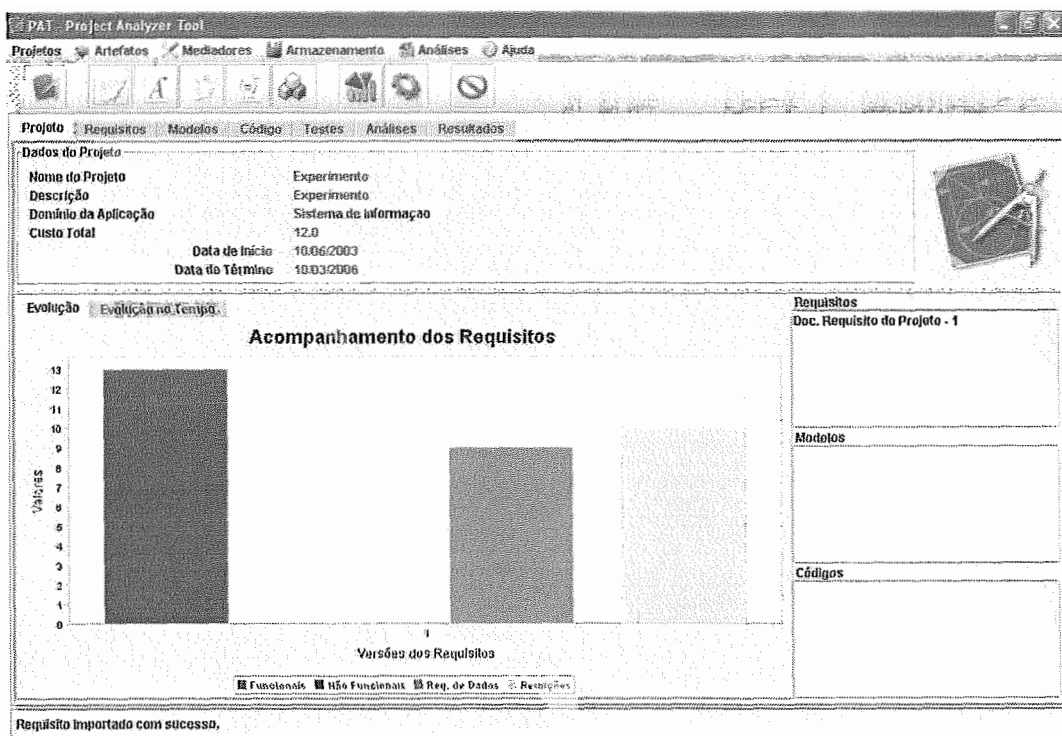 PAT - Project Analyzer Tool
Projetos Artefatos Mediadores Armazenamento Análises Ajuda
Projeto Requisitos Modelos Código Testes Análises Resultados
Dados do Projeto
Nome do Projeto Experimento
Descrição Experimento
Domínio da Aplicação Sistema de Informaçao
Custo Total 12.0
Data de Início 10/06/2003
Data do Término 10/03/2006
Evolução Evolução no Tempo
Acompanhamento dos Requisitos
Valores
13
12
11
10
9
8
7
6
5
4
3
2
1
0
1
Versões dos Requisitos
Funcionais Não Funcionais Req. de Dados Restrições
Requisitos
Doc. Requisito do Projeto - 1
Modelos
Códigos
Requisito importado com sucesso,